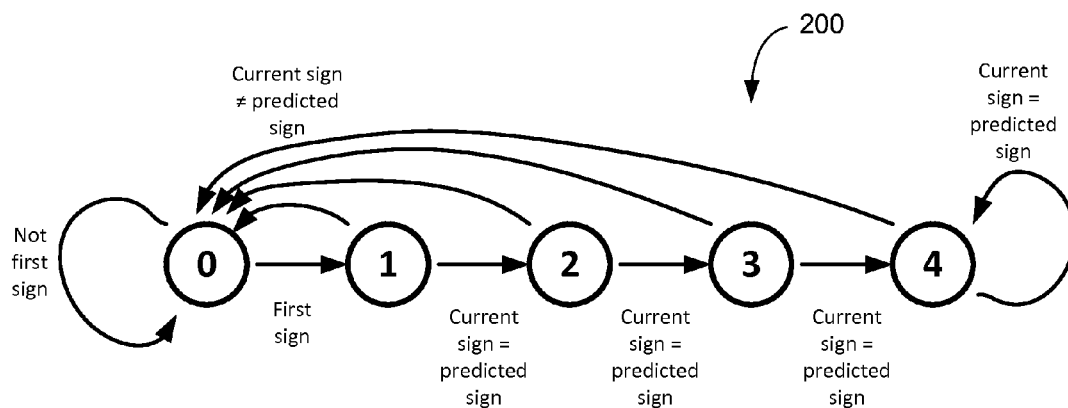 200
Current sign
≠ predicted
sign
Current
sign =
predicted
sign
Not
first
sign
0
1
2
3
4
First
sign
Current
sign =
predicted
sign
Current
sign =
predicted
sign
Current
sign =
predicted
sign